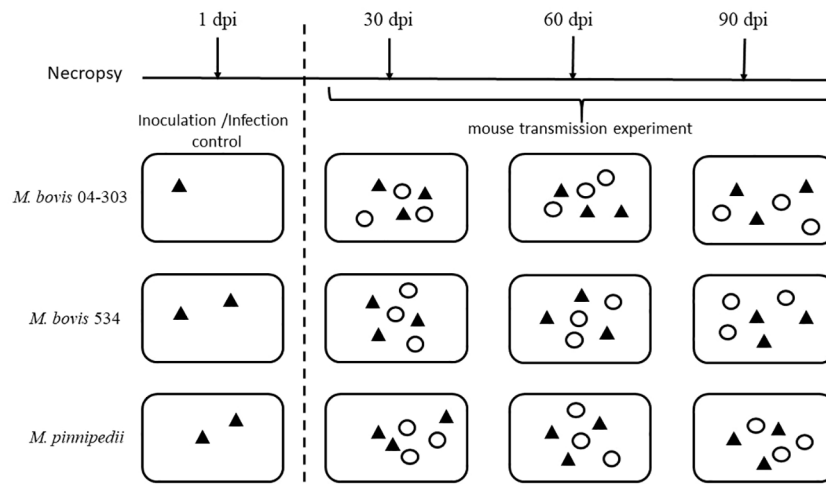 1 dpi 30 dpi 60 dpi 90 dpi
Necropsy
Inoculation /Infection
control
mouse transmission experiment
M. bovis 04-303
M. bovis 534
M. pinnipedii